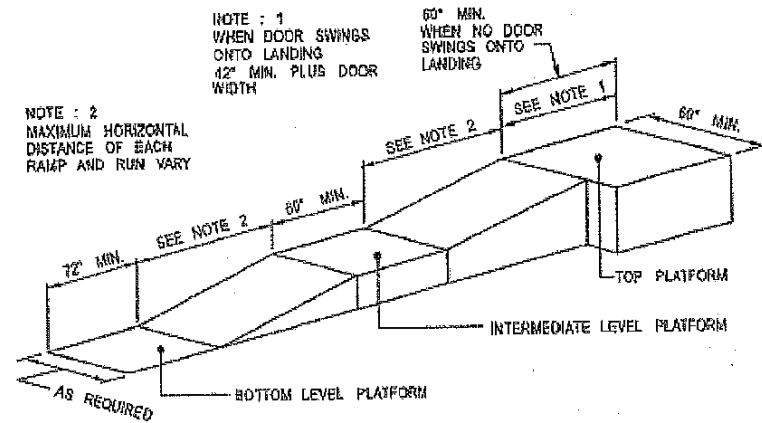 NOTE : 1
WHEN DOOR SWINGS
ONTO LANDING
42" MIN. PLUS DOOR
WIDTH
60" MIN.
WHEN NO DOOR
SWINGS ONTO
LANDING
NOTE : 2
MAXIMUM HORIZONTAL
DISTANCE OF EACH
RAMP AND RUN VARY
SEE NOTE 1
60" MIN.
SEE NOTE 2
60" MIN.
SEE NOTE 2
72" MIN.
TOP PLATFORM
INTERMEDIATE LEVEL PLATFORM
BOTTOM LEVEL PLATFORM
AS REQUIRED